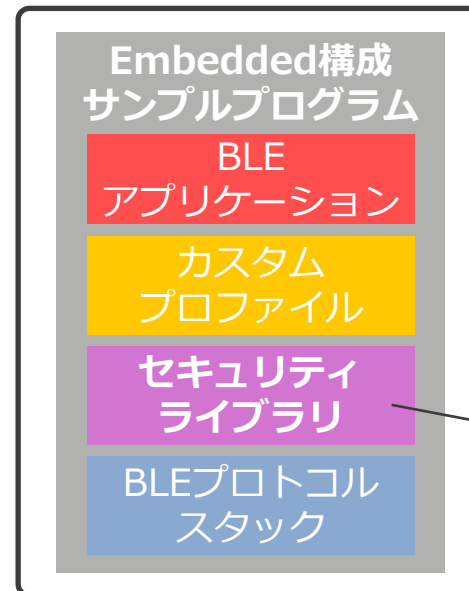 Embedded構成
サンプルプログラム
BLE
アプリケーション
カスタム
プロファイル
セキュリティ
ライブラリ
BLEプロトコル
スタック